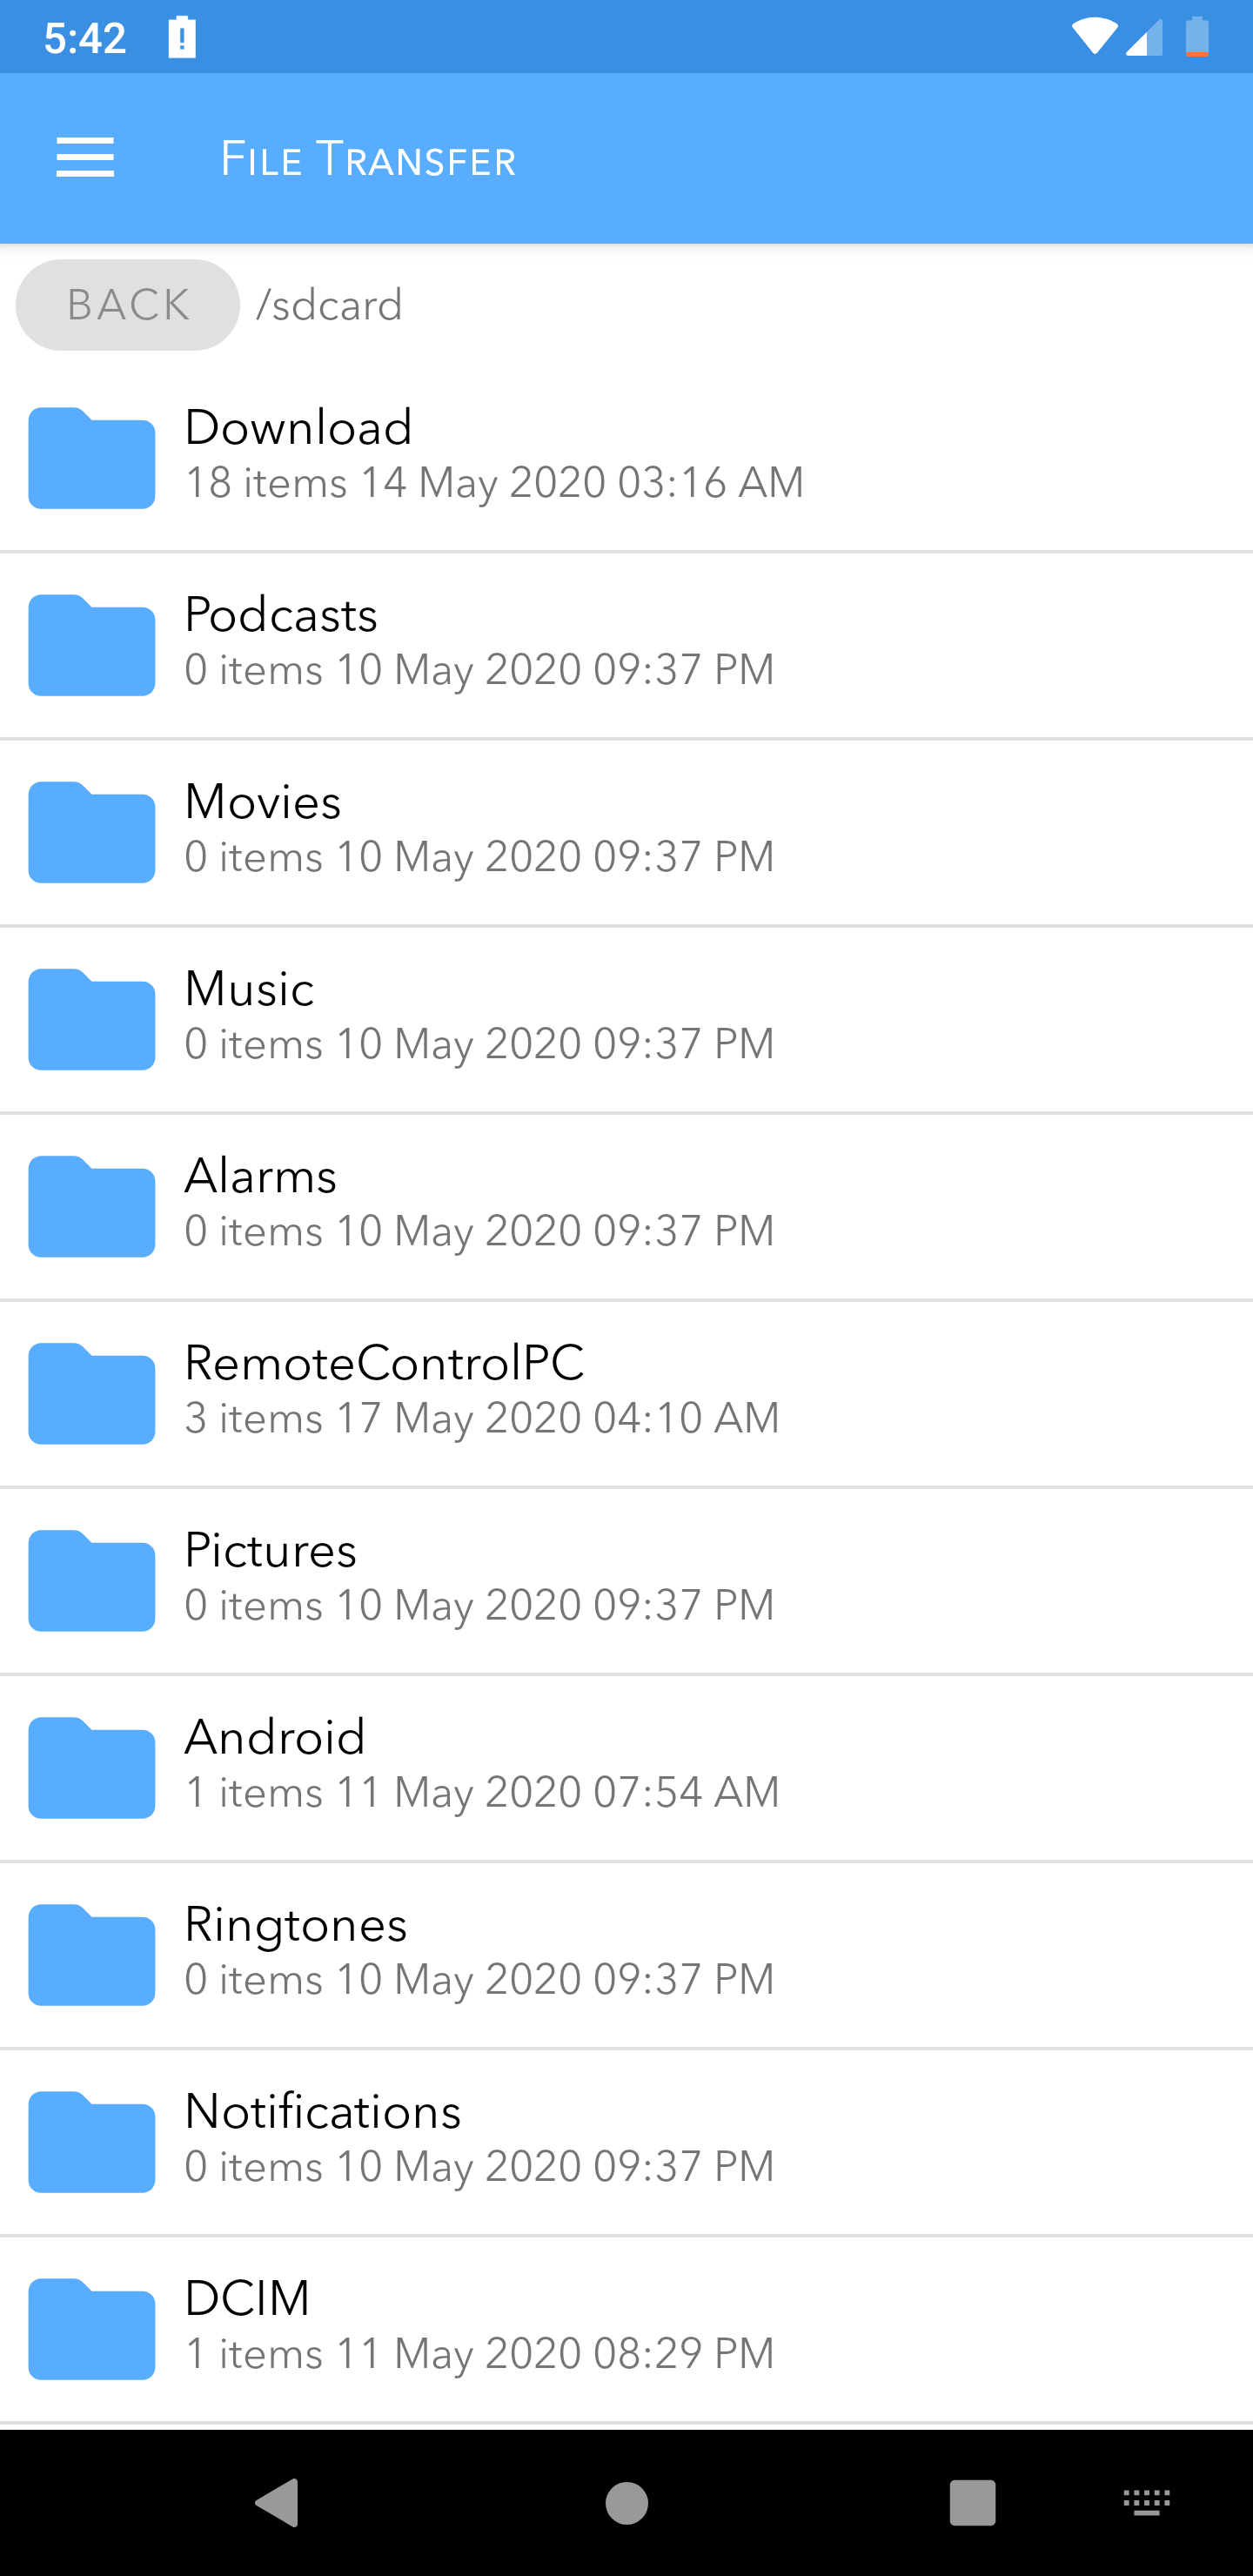 5:42
File Transfer
BACK /sdcard
Download
18 items 14 May 2020 03:16 AM
Podcasts
0 items 10 May 2020 09:37 PM
Movies
0 items 10 May 2020 09:37 PM
Music
0 items 10 May 2020 09:37 PM
Alarms
0 items 10 May 2020 09:37 PM
RemoteControlPC
3 items 17 May 2020 04:10 AM
Pictures
0 items 10 May 2020 09:37 PM
Android
1 items 11 May 2020 07:54 AM
Ringtones
0 items 10 May 2020 09:37 PM
Notifications
0 items 10 May 2020 09:37 PM
DCIM
1 items 11 May 2020 08:29 PM